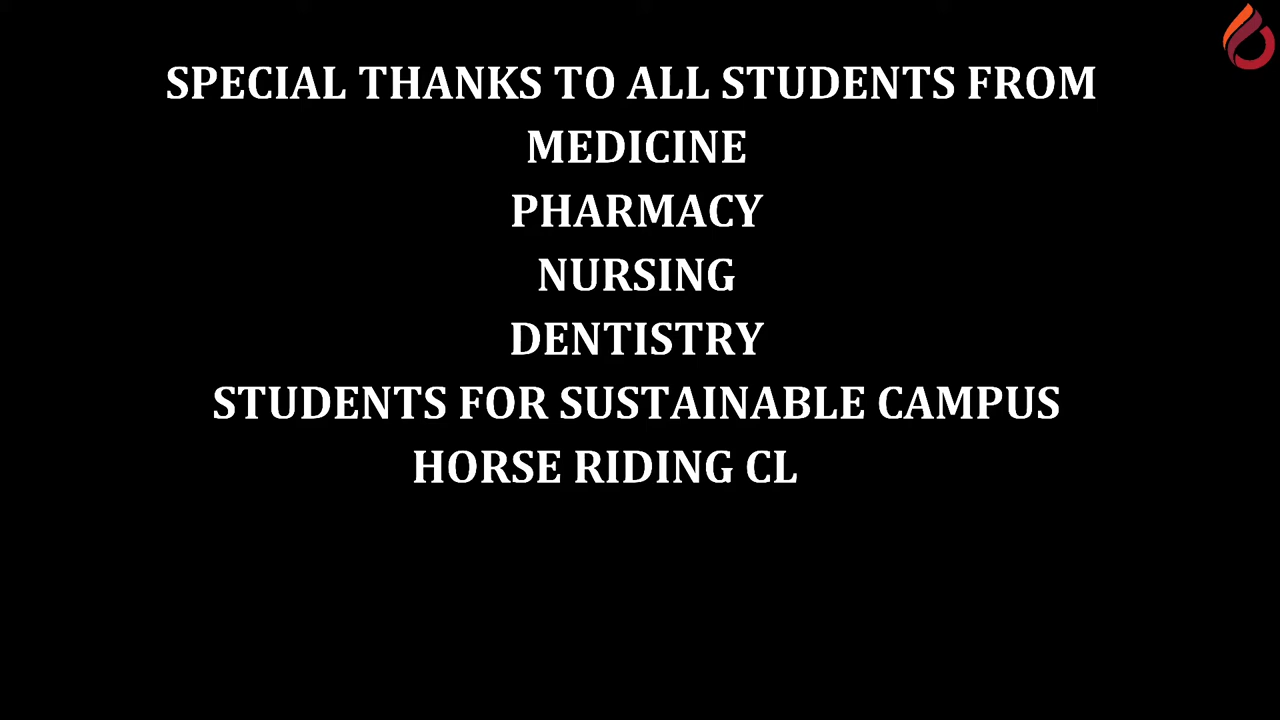 SPECIAL THANKS TO ALL STUDENTS FROM
MEDICINE
PHARMACY
NURSING
DENTISTRY
STUDENTS FOR SUSTAINABLE CAMPUS
HORSE RIDING CL